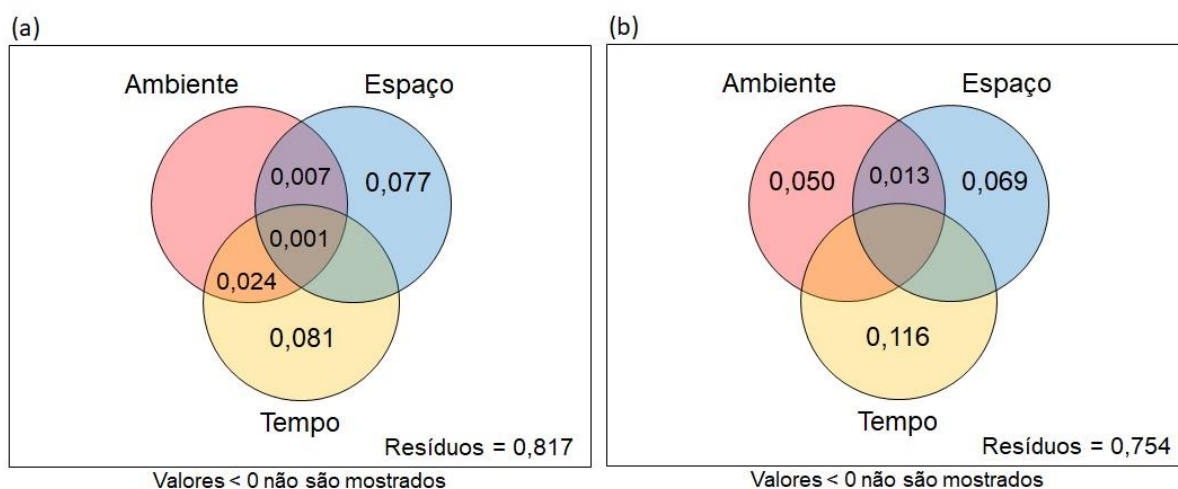 (a)
Ambiente
Espaço
0,007
0,077
0,001
0,024
0,081
Tempo
Resíduos = 0,817
Valores < 0 não são mostrados
(b)
Ambiente
Espaço
0,050
0,013
0,069
0,116
Tempo
Resíduos = 0,754
Valores < 0 não são mostrados